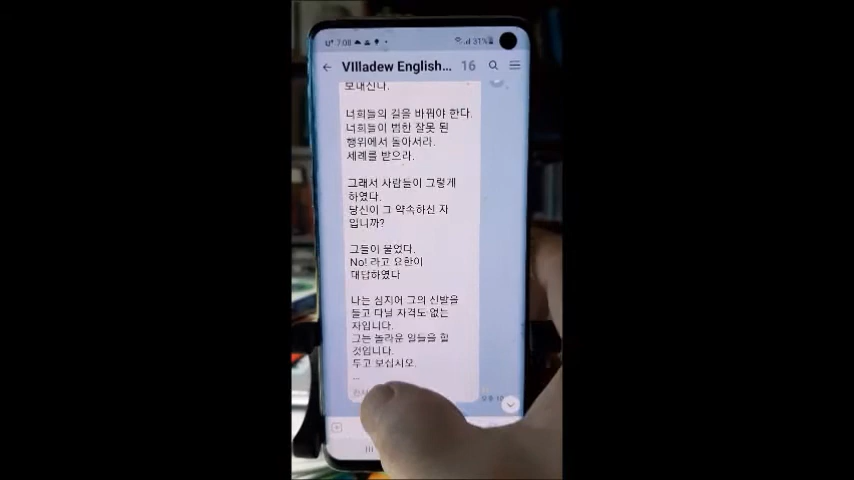 U+ 7:08
31%
VIlladew English... 16
보내신다.
너희들의 길을 바꿔야 한다.
너희들이 범한 잘못 된
행위에서 돌아서라.
세례를 받으라.
그래서 사람들이 그렇게
하였다.
당신이 그 약속하신 자
입니까?
그들이 물었다.
No! 라고 요한이
대답하였다
나는 심지어 그의 신발을
들고 다닐 자격도 없는
자입니다.
그는 놀라운 일들을 할
것입니다.
두고 보십시오.
...
오후